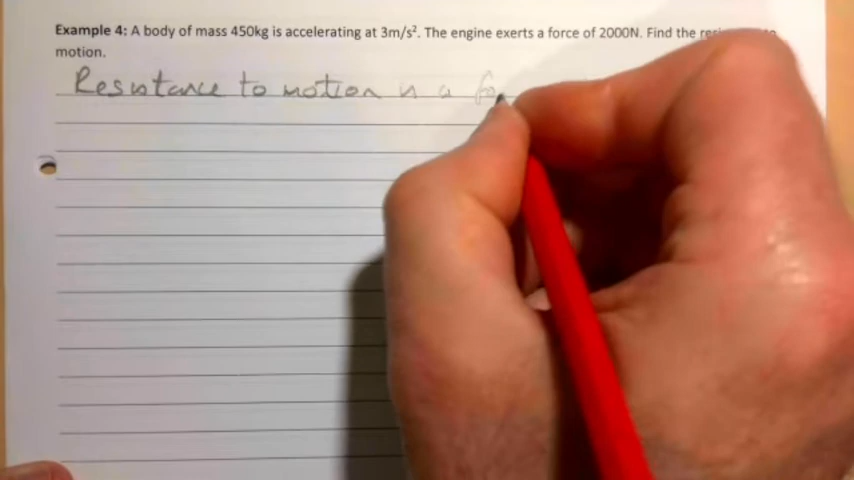 Example 4: A body of mass 450kg is accelerating at 3m/s². The engine exerts a force of 2000N. Find the
motion.
Resistance to motion is a fo